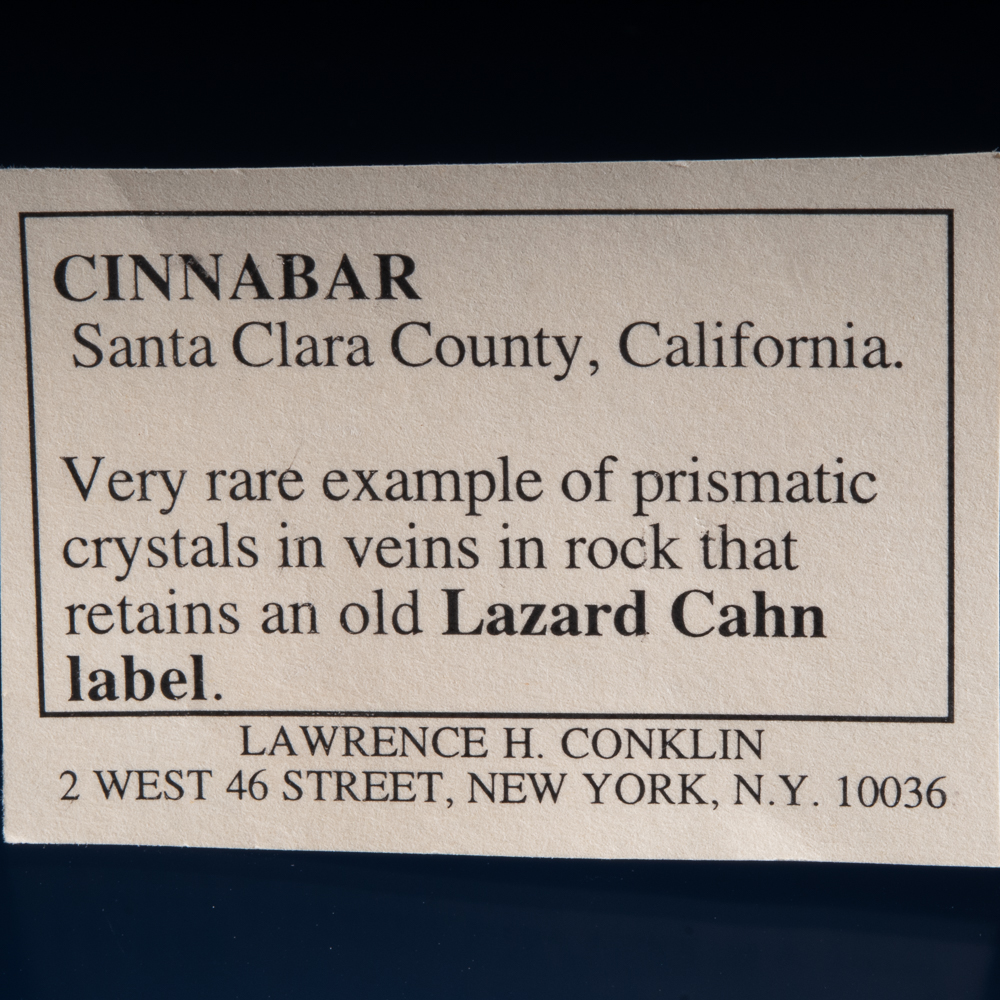 CINNABAR
Santa Clara County, California.
Very rare example of prismatic
crystals in veins in rock that
retains an old Lazard Cahn
label.
LAWRENCE H. CONKLIN
2 WEST 46 STREET, NEW YORK, N.Y. 10036